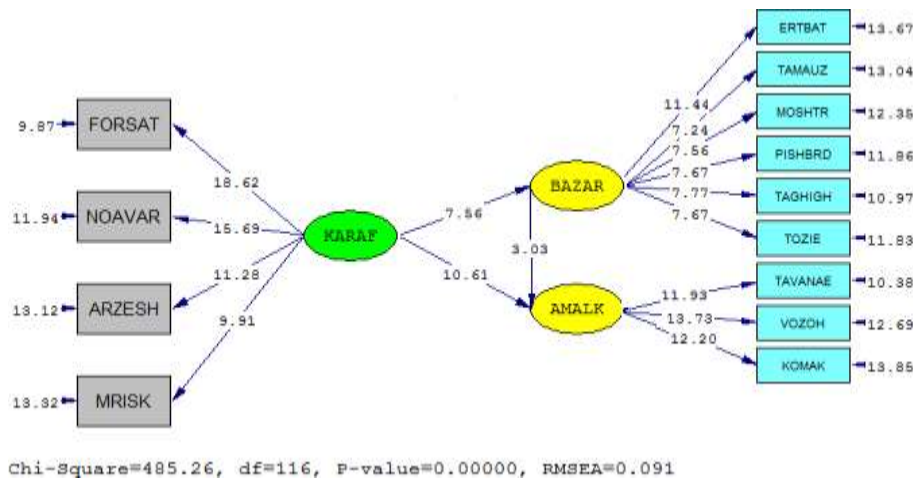 ERTBAT
13.67
TAMAUZ
13.04
11.44
MOSHTR
12.35
9.87
FORSAT
7.24
7.56
PISHBRD
11.86
18.62
BAZAR
7.67
TAGHIGH
10.97
7.77
11.94
NOAVAR
15.69
KARAF
7.56
7.67
TOZIE
11.83
3.03
11.28
10.61
TAVANAE
10.38
11.93
13.12
ARZESH
9.91
AMALK
13.73
VOZOH
12.69
12.20
KOMAK
13.85
13.32
MRISK
Chi-Square=485.26, df=116, P-value=0.00000, RMSEA=0.091